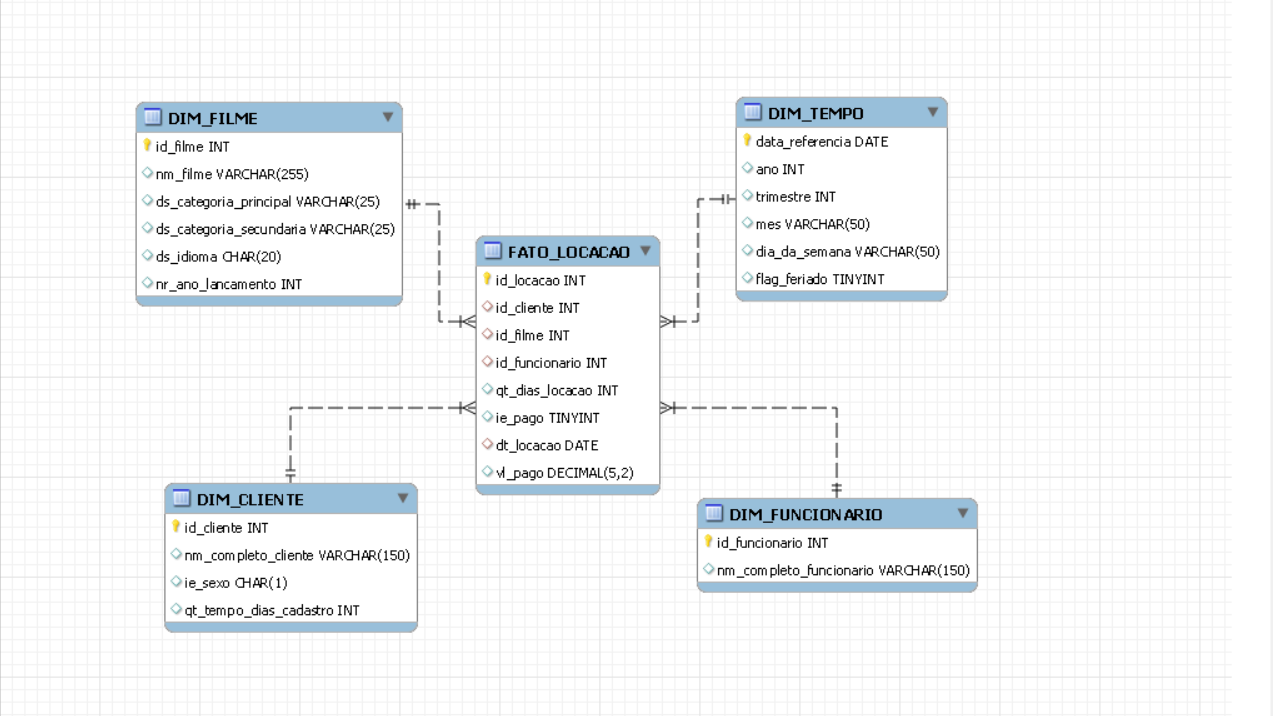 DIM_FILME
id_filme INT
nm_filme VARCHAR(255)
ds_categoria_principal VARCHAR(25)
ds_categoria_secundaria VARCHAR(25)
ds_idioma CHAR(20)
nr_ano_lancamento INT
DIM_TEMPO
data_referencia DATE
ano INT
trimestre INT
mes VARCHAR(50)
dia_da_semana VARCHAR(50)
flag_feriado TINYINT
FATO_LOCACAO
id_locacao INT
id_cliente INT
id_filme INT
id_funcionario INT
qt_dias_locacao INT
ie_pago TINYINT
dt_locacao DATE
vl_pago DECIMAL(5,2)
DIM_CLIENTE
id_cliente INT
nm_completo_cliente VARCHAR(150)
ie_sexo CHAR(1)
qt_tempo_dias_cadastro INT
DIM_FUNCIONARIO
id_funcionario INT
nm_completo_funcionario VARCHAR(150)